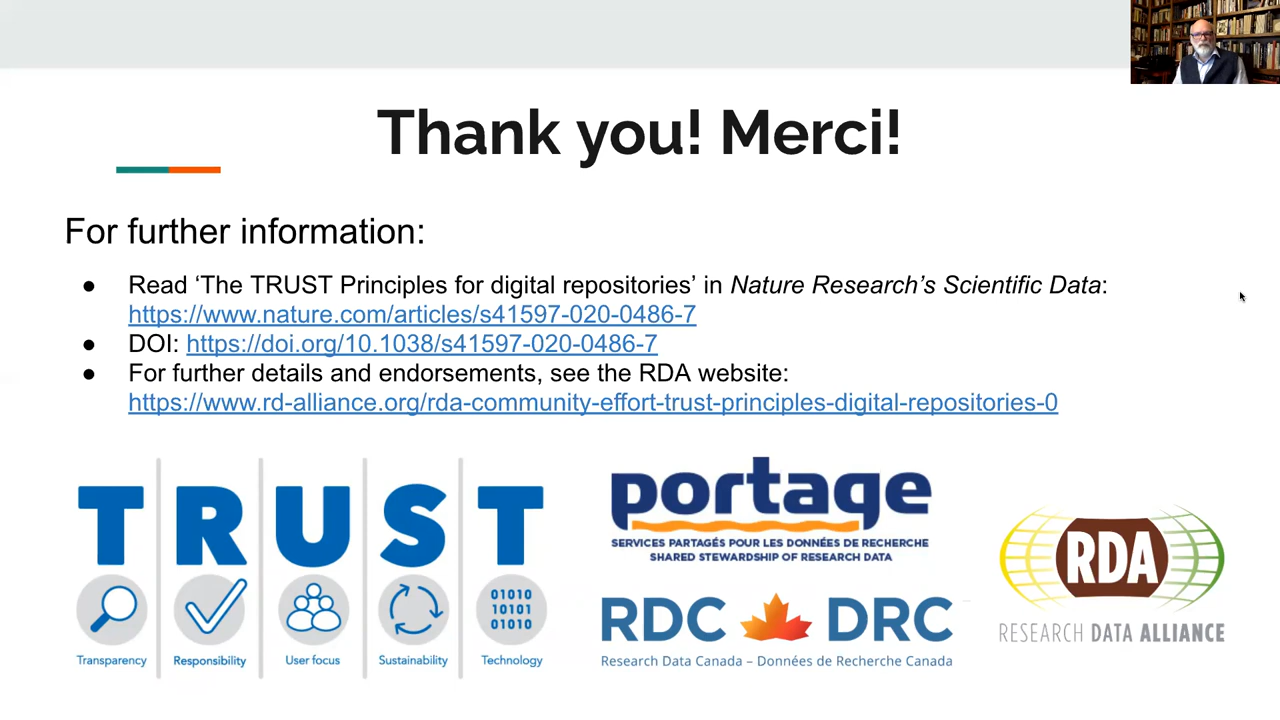 Thank you! Merci!
For further information:
● Read ‘The TRUST Principles for digital repositories’ in Nature Research’s Scientific Data:
https://www.nature.com/articles/s41597-020-0486-7
● DOI: https://doi.org/10.1038/s41597-020-0486-7
● For further details and endorsements, see the RDA website:
https://www.rd-alliance.org/rda-community-effort-trust-principles-digital-repositories-0
TRUST
01010
10101
01010
Transparency Responsibility User focus Sustainability Technology
portage
SERVICES PARTAGÉS POUR LES DONNÉES DE RECHERCHE
SHARED STEWARDSHIP OF RESEARCH DATA
RDC DRC
Research Data Canada – Données de Recherche Canada
RDA
RESEARCH DATA ALLIANCE